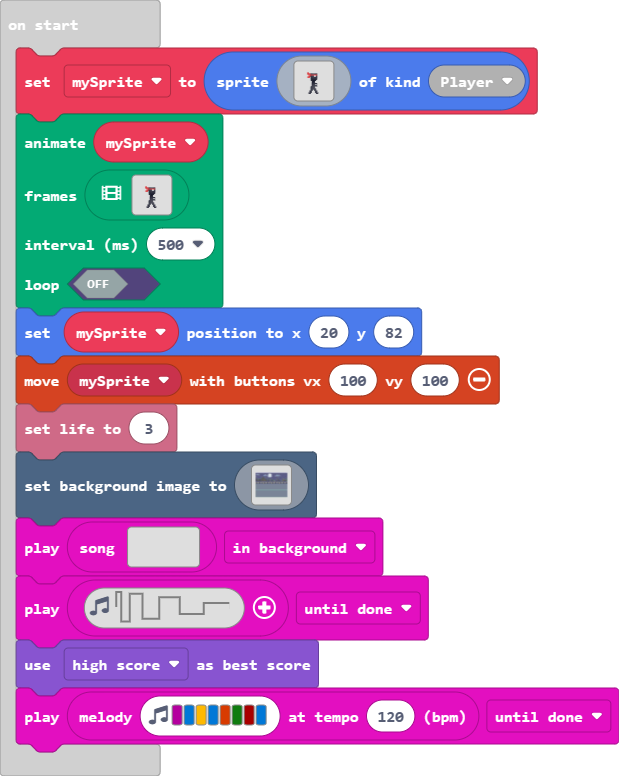 on start
set mySprite to sprite of kind Player
animate mySprite
frames
interval (ms) 500
loop OFF
set mySprite position to x 20 y 82
move mySprite with buttons vx 100 vy 100
set life to 3
set background image to
play song in background
play until done
use high score as best score
play melody at tempo 120 (bpm) until done